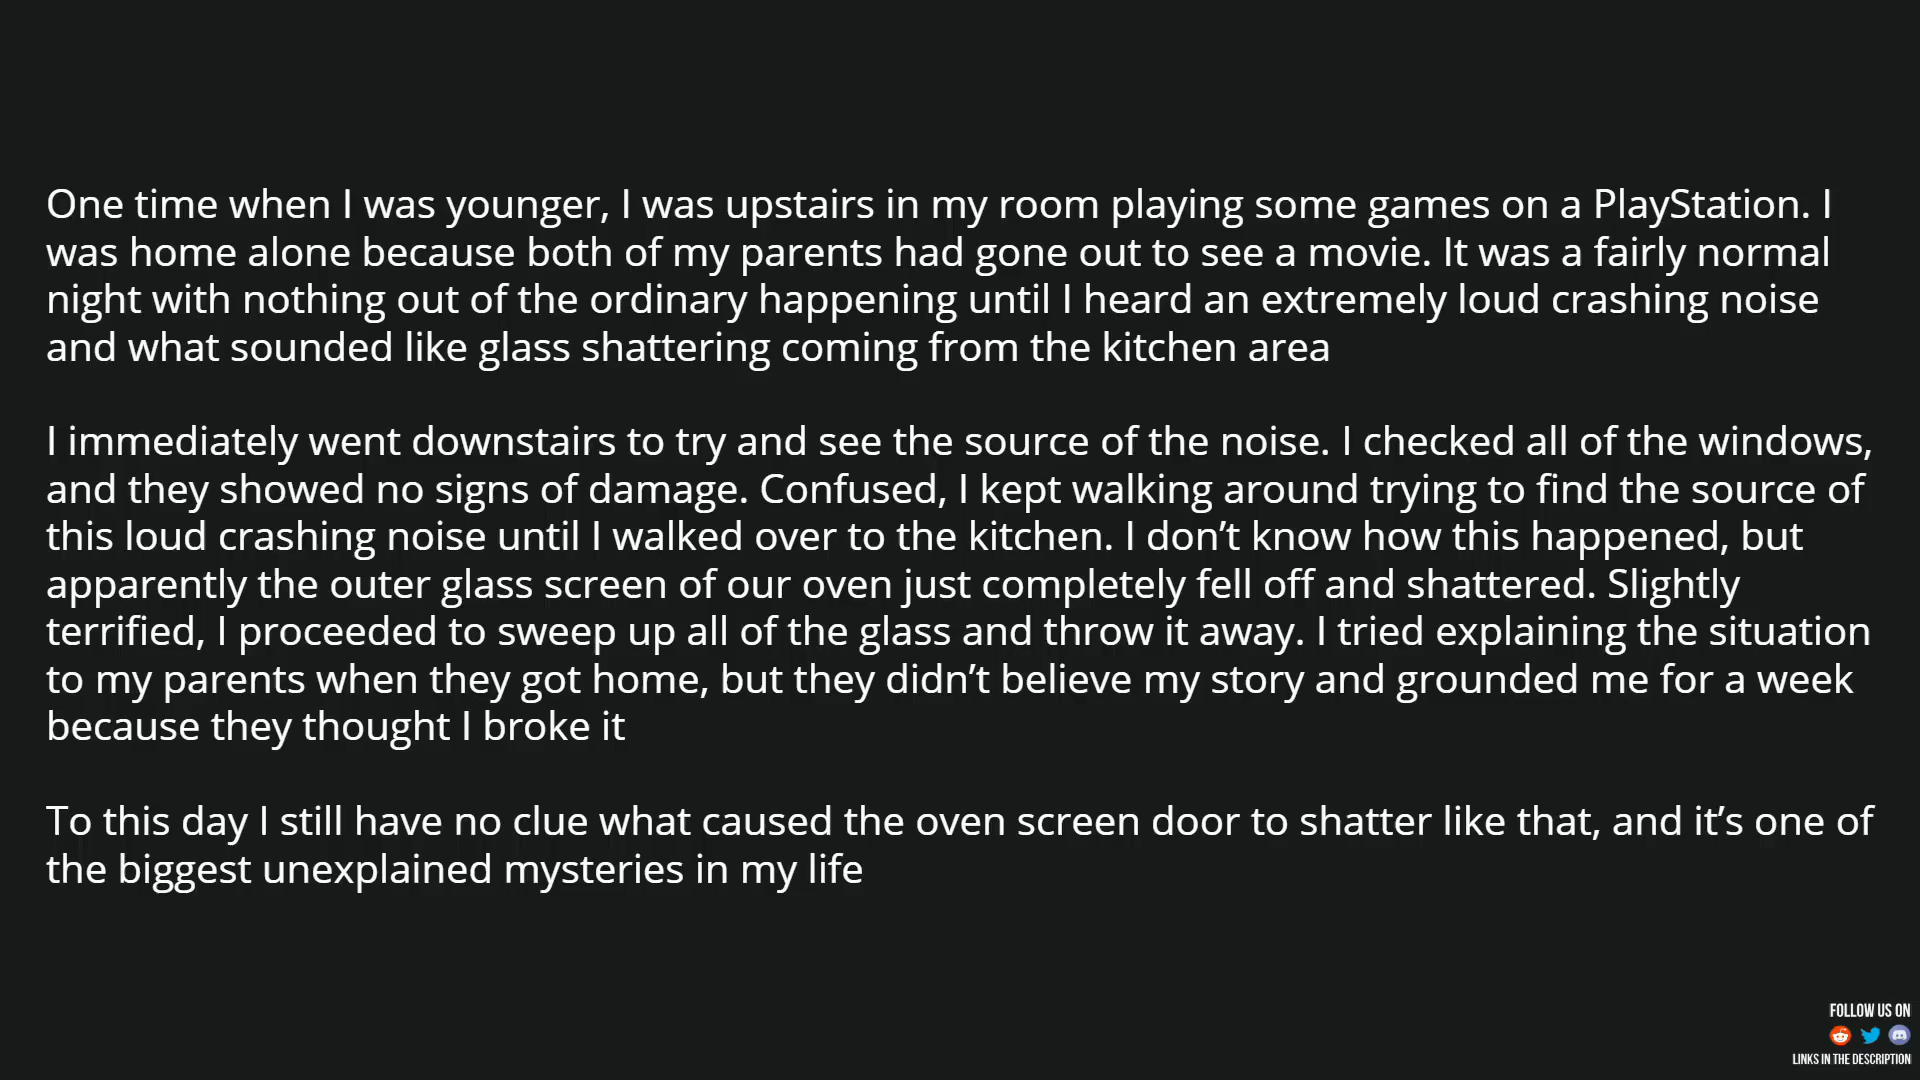 One time when I was younger, I was upstairs in my room playing some games on a PlayStation. I
was home alone because both of my parents had gone out to see a movie. It was a fairly normal
night with nothing out of the ordinary happening until I heard an extremely loud crashing noise
and what sounded like glass shattering coming from the kitchen area
I immediately went downstairs to try and see the source of the noise. I checked all of the windows,
and they showed no signs of damage. Confused, I kept walking around trying to find the source of
this loud crashing noise until I walked over to the kitchen. I don’t know how this happened, but
apparently the outer glass screen of our oven just completely fell off and shattered. Slightly
terrified, I proceeded to sweep up all of the glass and throw it away. I tried explaining the situation
to my parents when they got home, but they didn’t believe my story and grounded me for a week
because they thought I broke it
To this day I still have no clue what caused the oven screen door to shatter like that, and it’s one of
the biggest unexplained mysteries in my life
FOLLOW US ON
LINKS IN THE DESCRIPTION